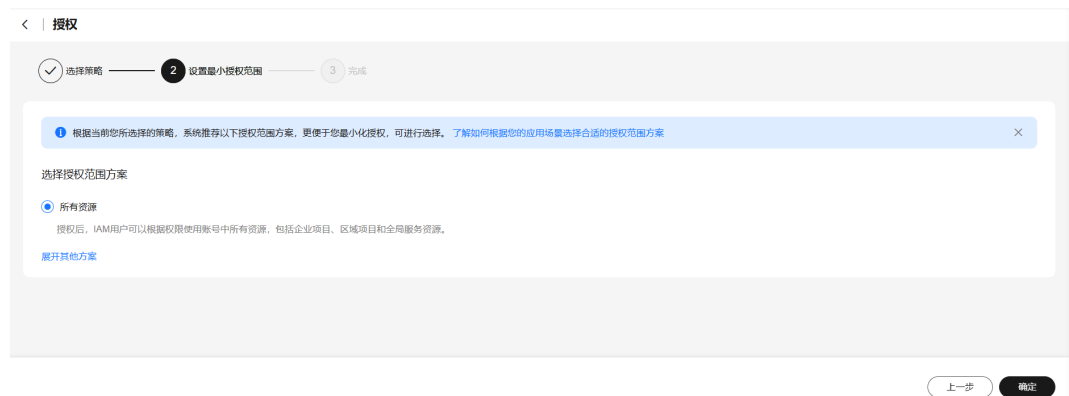 授权
选择策略 2 设置最小授权范围 3 完成
根据当前您所选择的策略，系统推荐以下授权范围方案，更便于您最小化授权，可进行选择。了解如何根据您的应用场景选择合适的授权范围方案
选择授权范围方案
所有资源
授权后，IAM用户可以根据权限使用账号中所有资源，包括企业项目、区域项目和全局服务资源。
展开其他方案
上一步 确定